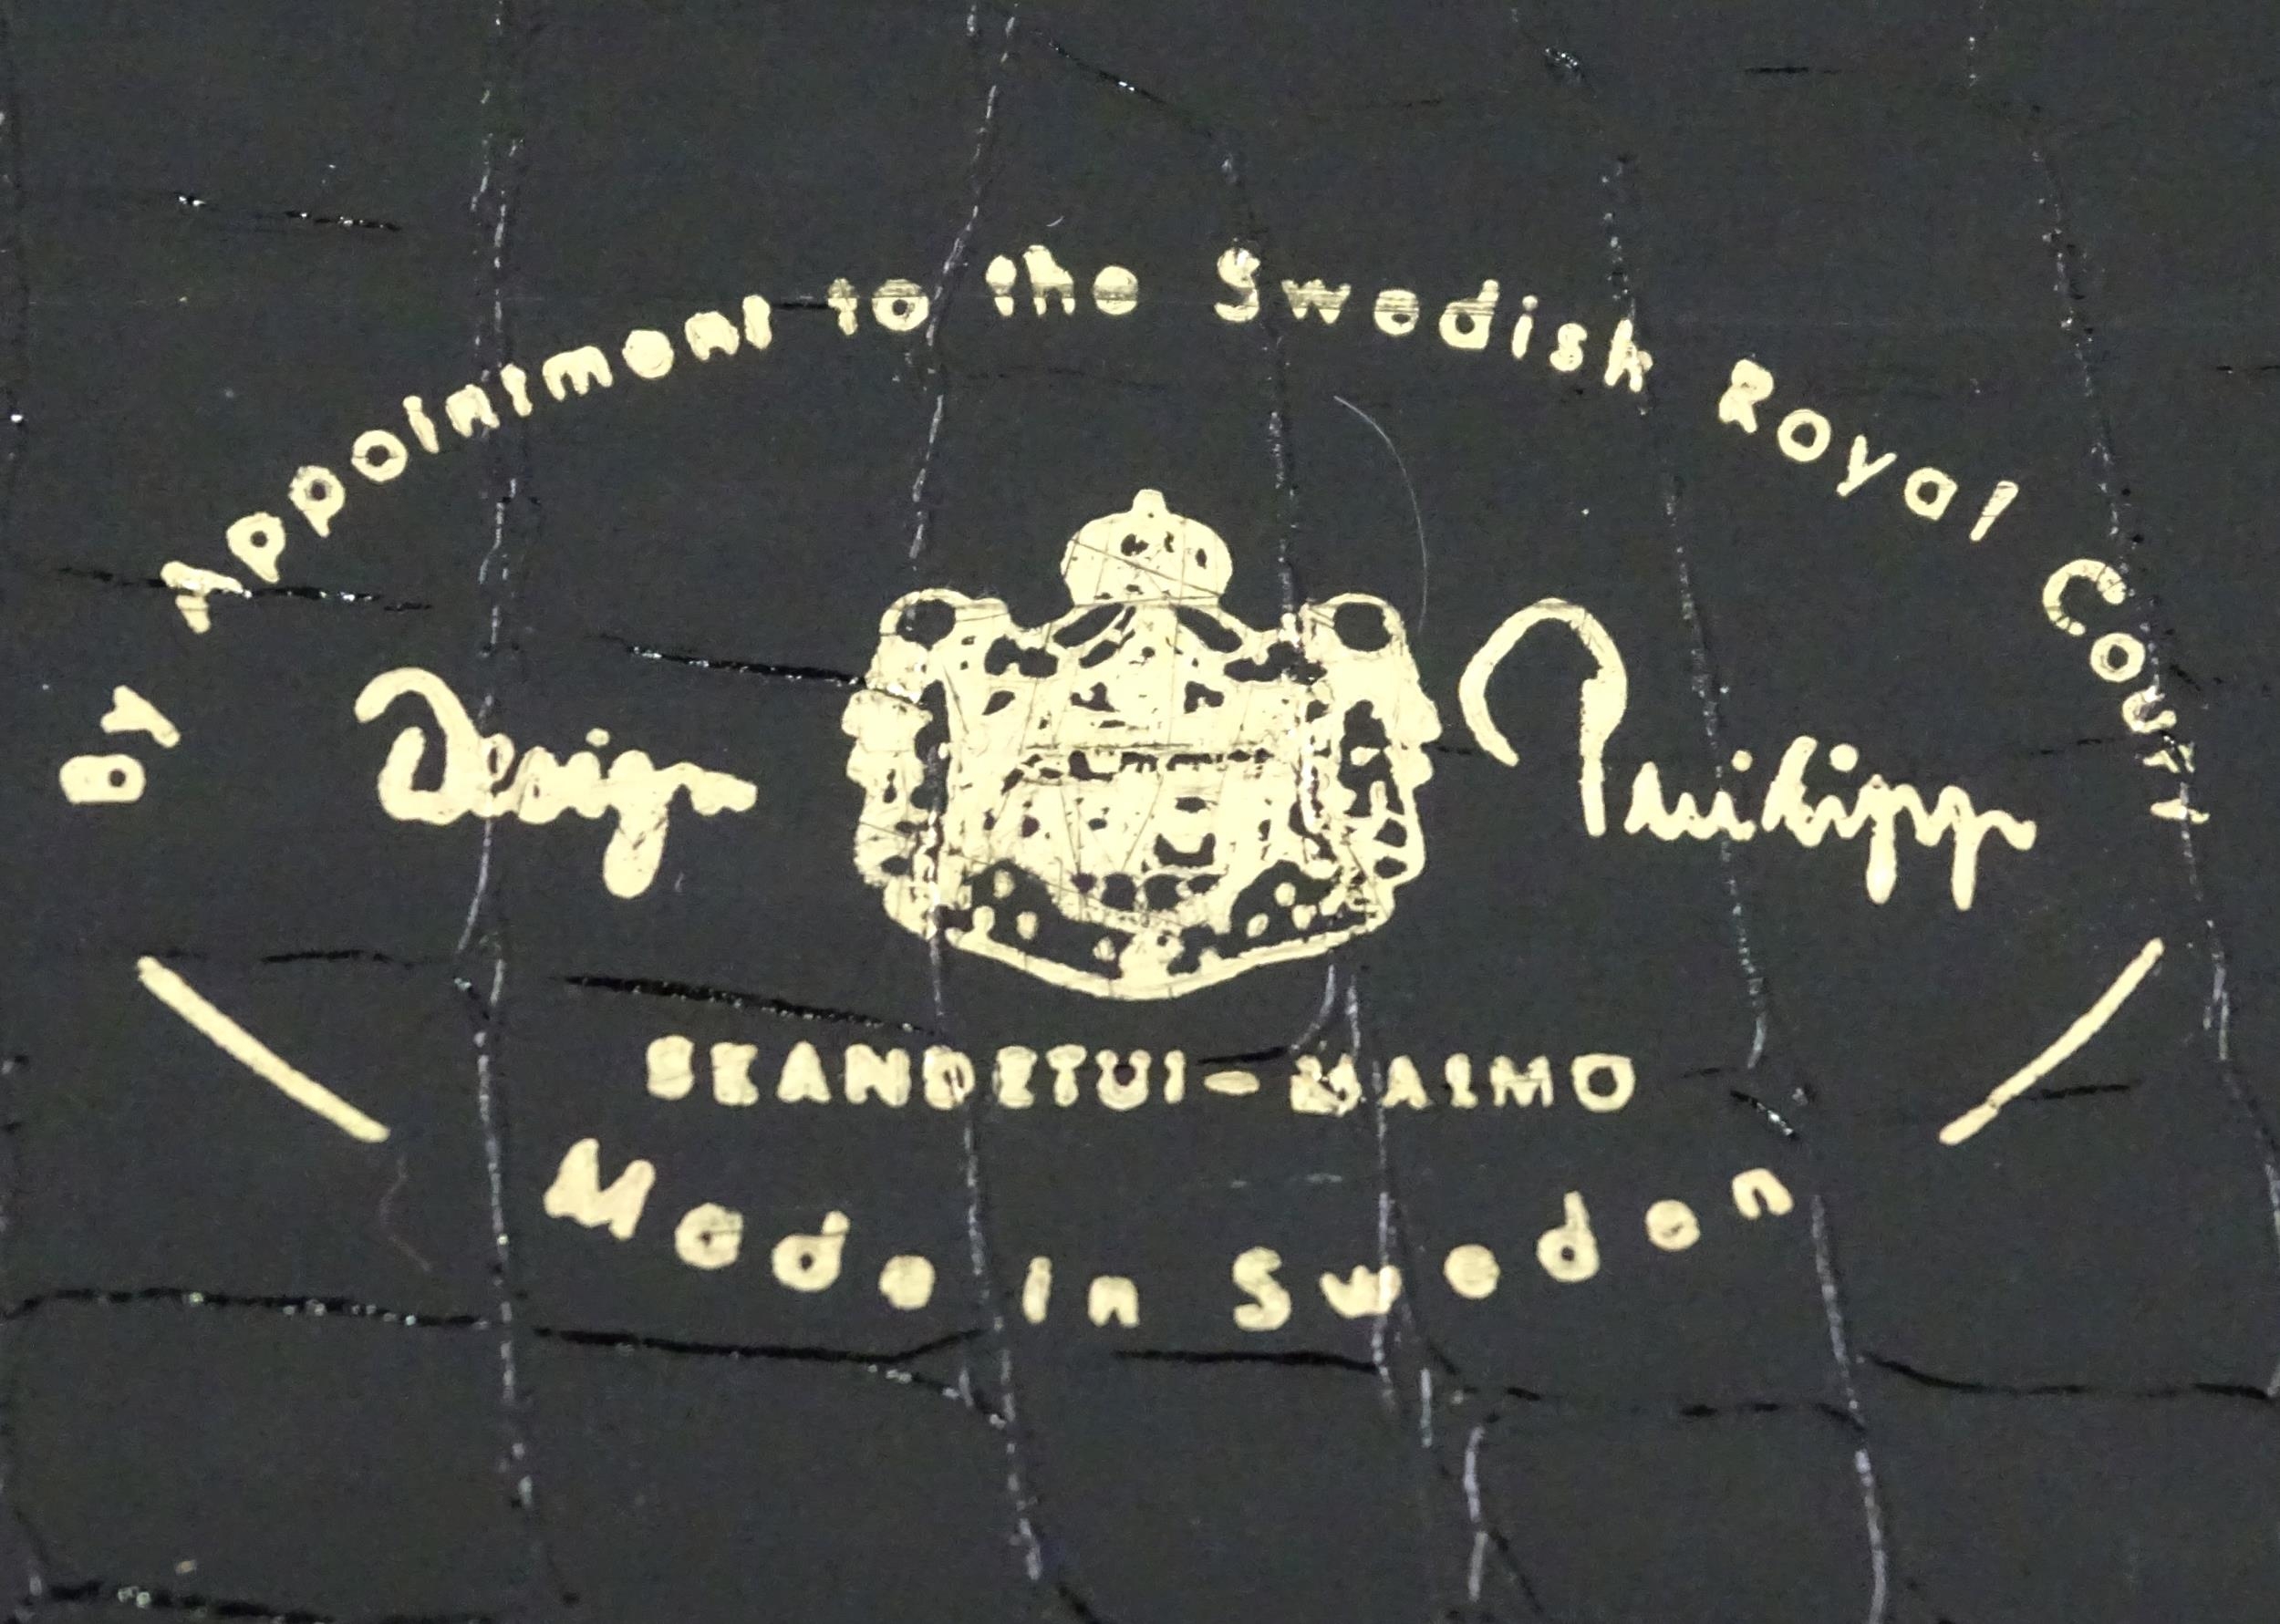 By Appointment to the Swedish Royal Court
Design Philipp
SKANDETUI-MALMO
Made in Sweden